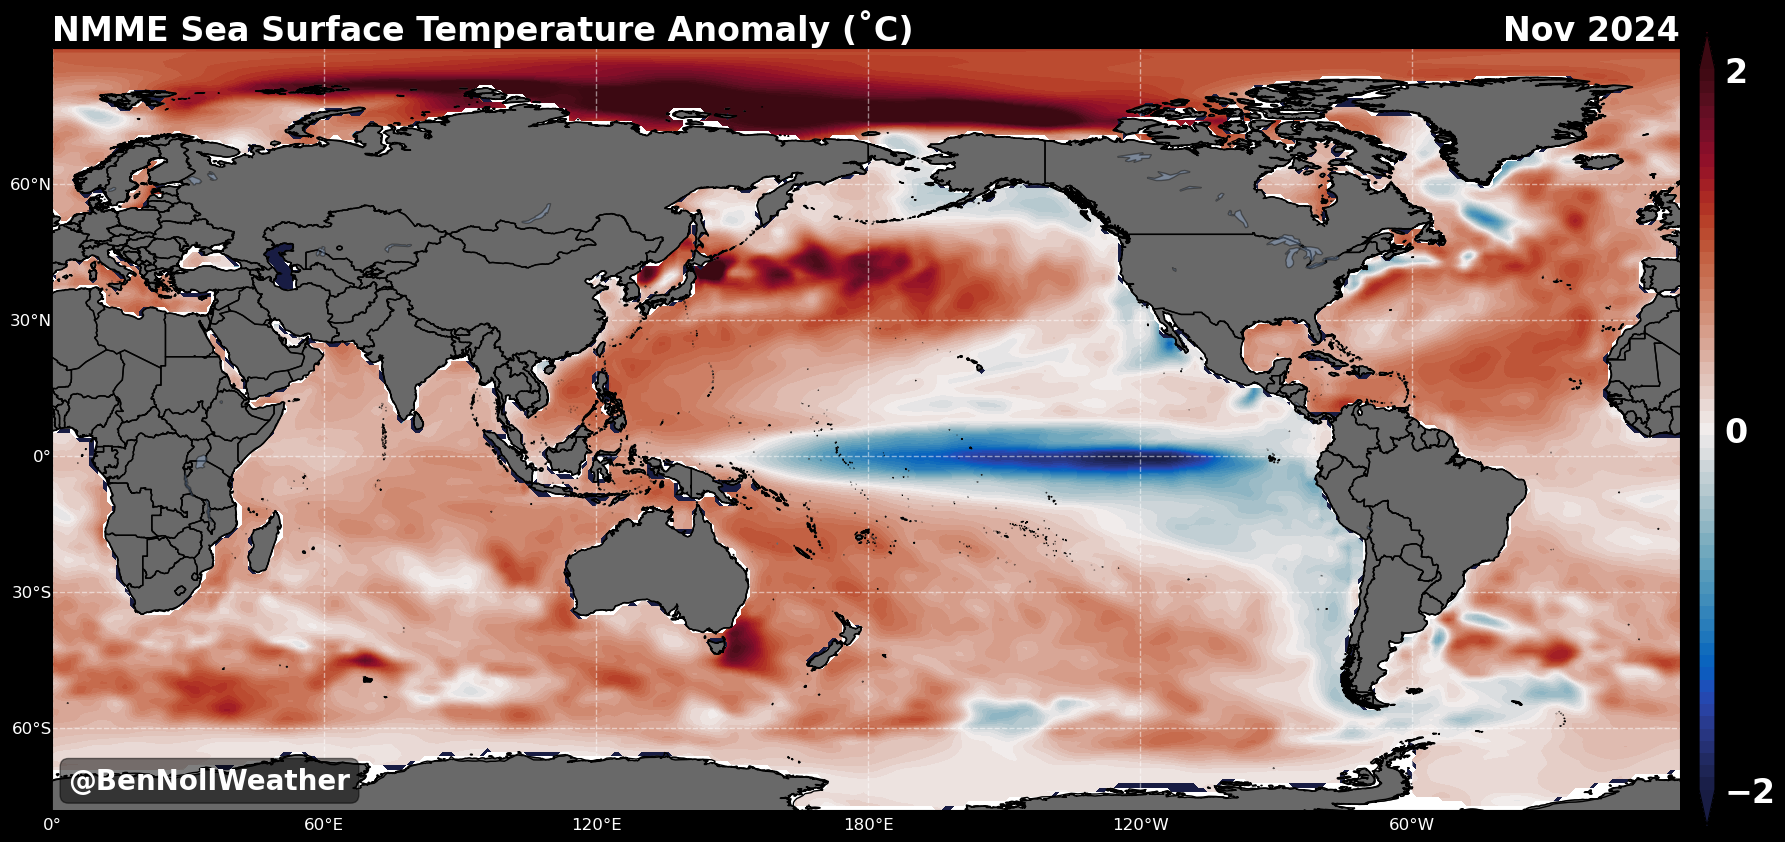 NMME Sea Surface Temperature Anomaly (˚C)
Nov 2024
2
60°N
30°N
0
0°
30°S
60°S
@BenNollWeather
−2
0°
60°E
120°E
180°E
120°W
60°W